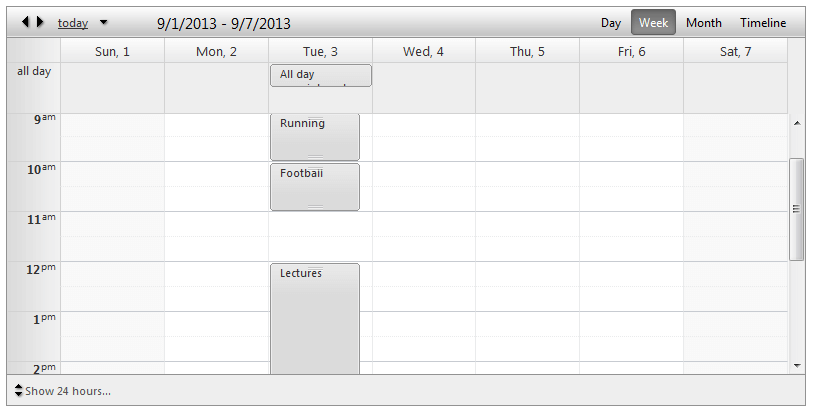 today 9/1/2013 - 9/7/2013 Day Week Month Timeline
Sun, 1 Mon, 2 Tue, 3 Wed, 4 Thu, 5 Fri, 6 Sat, 7
all day All day
9am Running
10am Football
11am
12pm Lectures
1pm
2pm
Show 24 hours...